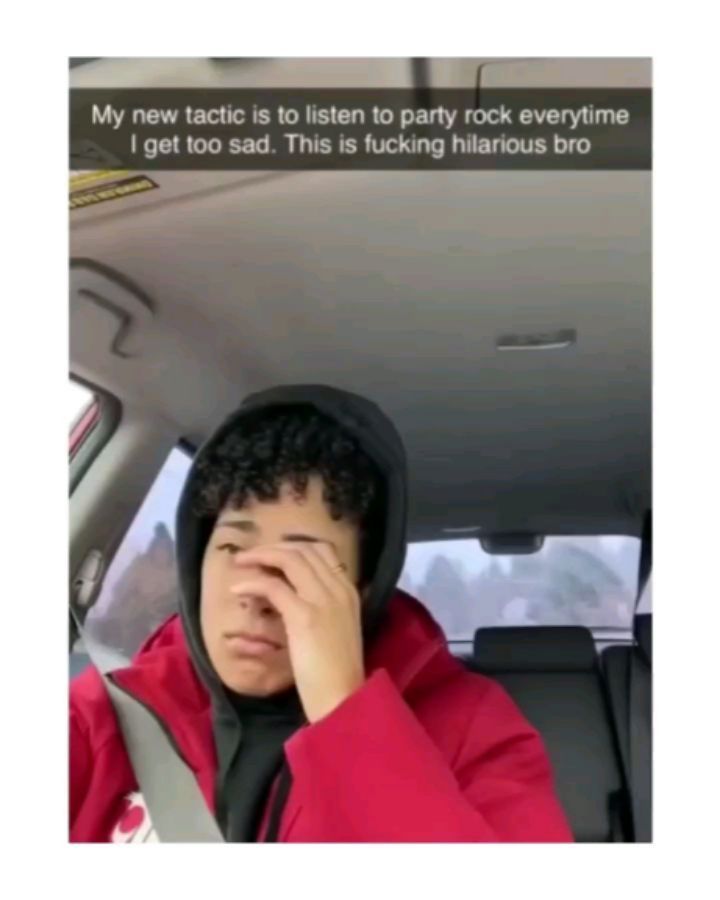 My new tactic is to listen to party rock everytime
I get too sad. This is fucking hilarious bro